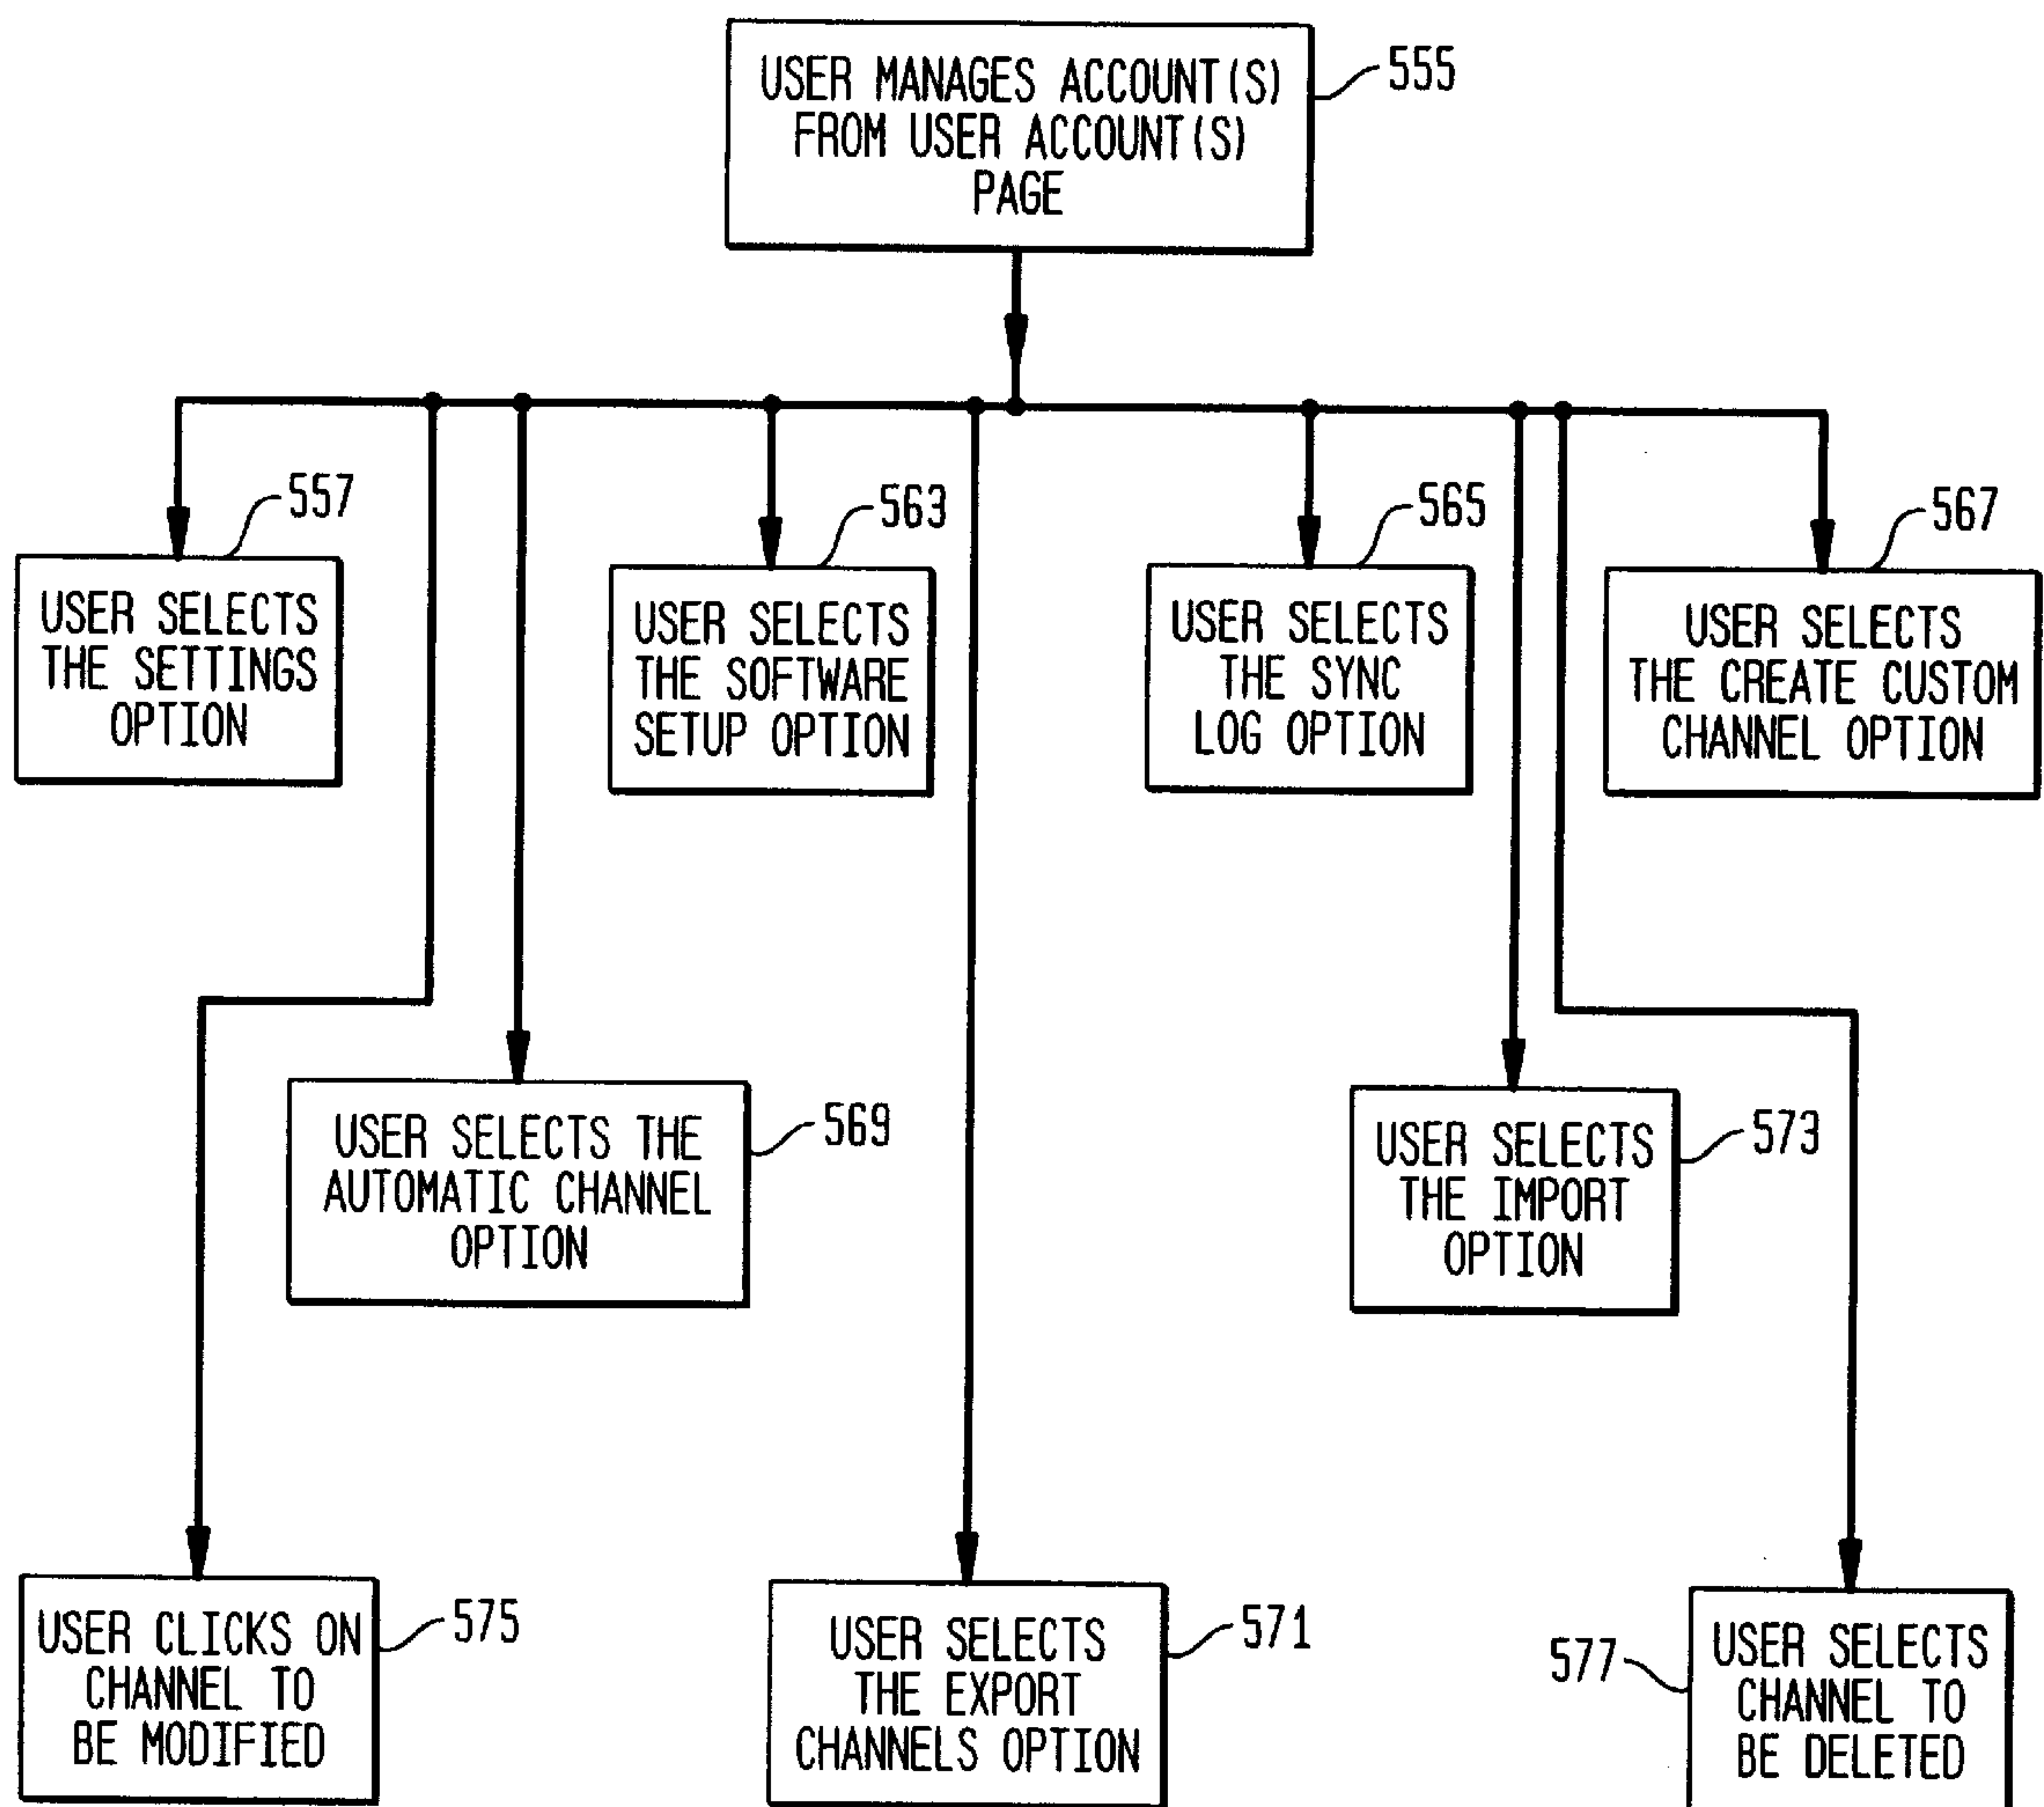 USER MANAGES ACCOUNT(S)
FROM USER ACCOUNT(S)
PAGE
555
557
USER SELECTS
THE SETTINGS
OPTION
563
USER SELECTS
THE SOFTWARE
SETUP OPTION
565
USER SELECTS
THE SYNC
LOG OPTION
567
USER SELECTS
THE CREATE CUSTOM
CHANNEL OPTION
USER SELECTS THE
AUTOMATIC CHANNEL
OPTION
569
USER SELECTS
THE IMPORT
OPTION
573
USER CLICKS ON
CHANNEL TO
BE MODIFIED
575
USER SELECTS
THE EXPORT
CHANNELS OPTION
571
577
USER SELECTS
CHANNEL TO
BE DELETED